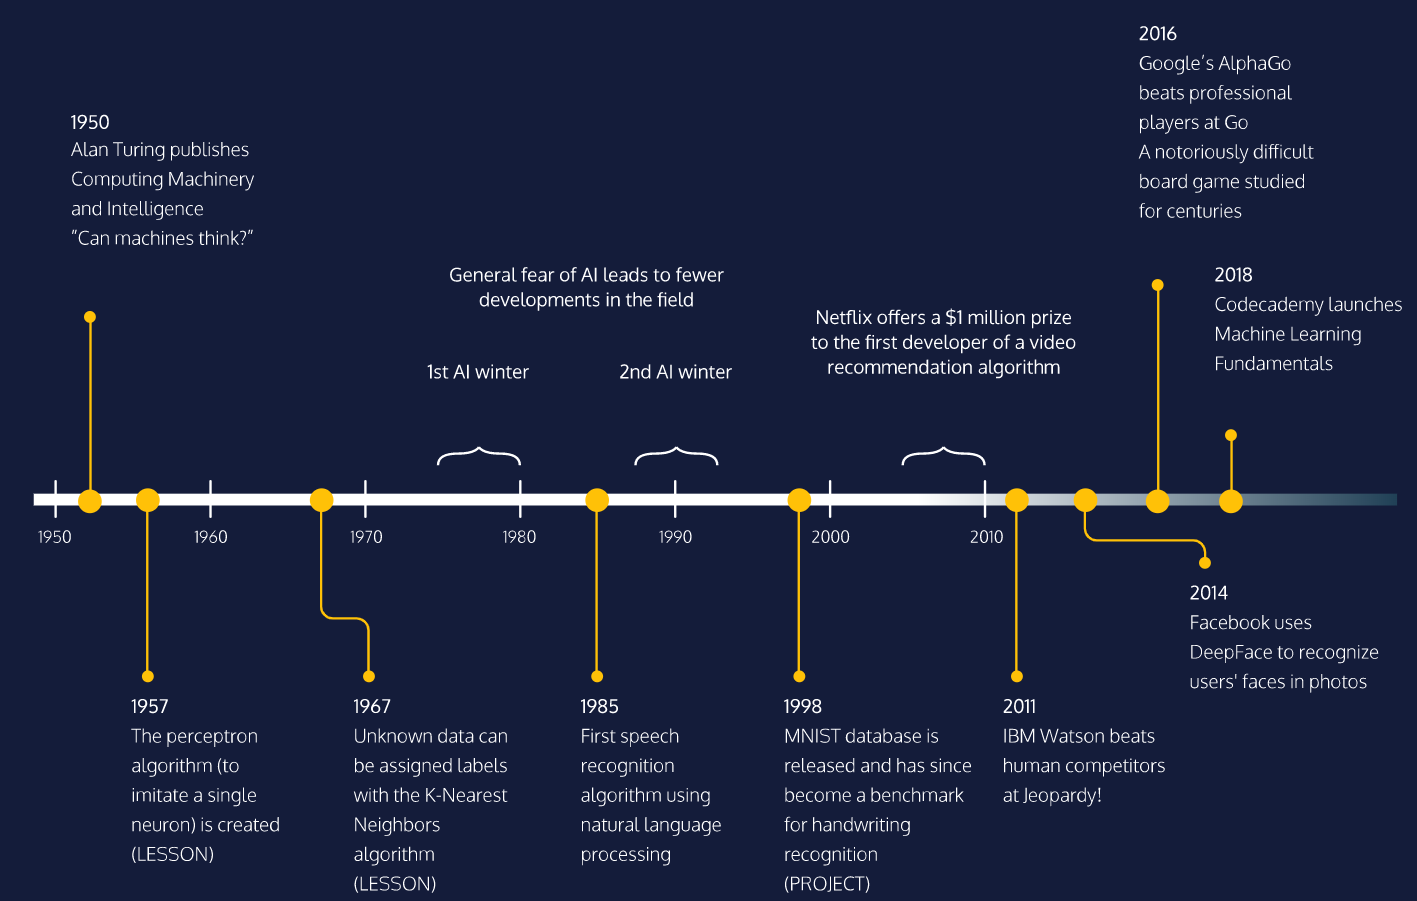 2016
Google's AlphaGo
beats professional
players at Go
A notoriously difficult
board game studied
for centuries
1950
Alan Turing publishes
Computing Machinery
and Intelligence
"Can machines think?"
General fear of AI leads to fewer
developments in the field
1st AI winter
2nd AI winter
Netflix offers a $1 million prize
to the first developer of a video
recommendation algorithm
2018
Codecademy launches
Machine Learning
Fundamentals
1950
1960
1970
1980
1990
2000
2010
2014
Facebook uses
DeepFace to recognize
users' faces in photos
1957
The perceptron
algorithm (to
imitate a single
neuron) is created
(LESSON)
1967
Unknown data can
be assigned labels
with the K-Nearest
Neighbors
algorithm
(LESSON)
1985
First speech
recognition
algorithm using
natural language
processing
1998
MNIST database is
released and has since
become a benchmark
for handwriting
recognition
(PROJECT)
2011
IBM Watson beats
human competitors
at Jeopardy!